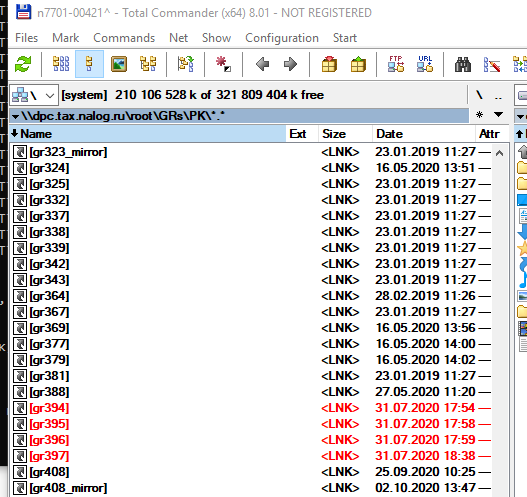 n7701-00421^ - Total Commander (x64) 8.01 - NOT REGISTERED
Files Mark Commands Net Show Configuration Start
FTP URL
\ [system] 210 106 528 k of 321 809 404 k free \ ..
\\dpc.tax.nalog.ru\root\GRs\PK\*.* *
Name Ext Size Date Attr
[gr323_mirror] <LNK> 23.01.2019 11:27 —
[gr324] <LNK> 16.05.2020 13:51 —
[gr325] <LNK> 23.01.2019 11:27 —
[gr332] <LNK> 23.01.2019 11:27 —
[gr337] <LNK> 23.01.2019 11:27 —
[gr338] <LNK> 23.01.2019 11:27 —
[gr339] <LNK> 23.01.2019 11:27 —
[gr342] <LNK> 23.01.2019 11:27 —
[gr343] <LNK> 23.01.2019 11:27 —
[gr364] <LNK> 28.02.2019 11:26 —
[gr367] <LNK> 23.01.2019 11:27 —
[gr369] <LNK> 16.05.2020 13:56 —
[gr377] <LNK> 16.05.2020 14:00 —
[gr379] <LNK> 16.05.2020 14:02 —
[gr381] <LNK> 23.01.2019 11:27 —
[gr388] <LNK> 27.05.2020 11:20 —
[gr394] <LNK> 31.07.2020 17:54 —
[gr395] <LNK> 31.07.2020 17:58 —
[gr396] <LNK> 31.07.2020 17:59 —
[gr397] <LNK> 31.07.2020 18:38 —
[gr408] <LNK> 25.09.2020 10:25 —
[gr408_mirror] <LNK> 02.10.2020 13:47 —